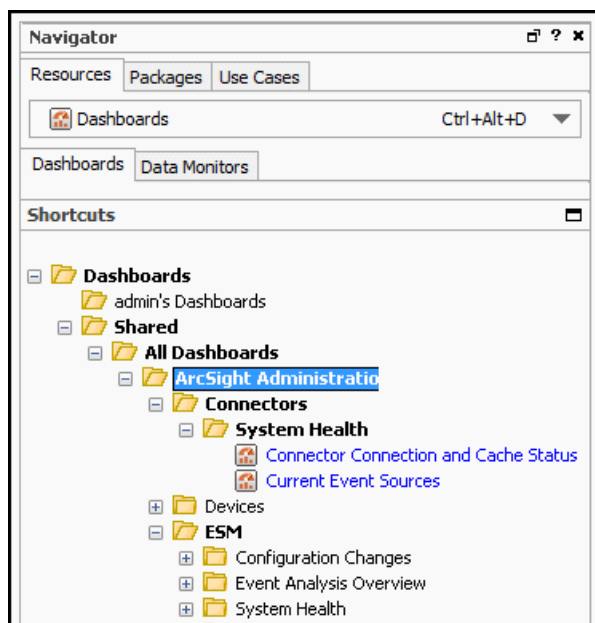 Navigator
Resources Packages Use Cases
Dashboards Ctrl+Alt+D
Dashboards Data Monitors
Shortcuts
Dashboards
admin's Dashboards
Shared
All Dashboards
ArcSight Administratio
Connectors
System Health
Connector Connection and Cache Status
Current Event Sources
Devices
ESM
Configuration Changes
Event Analysis Overview
System Health